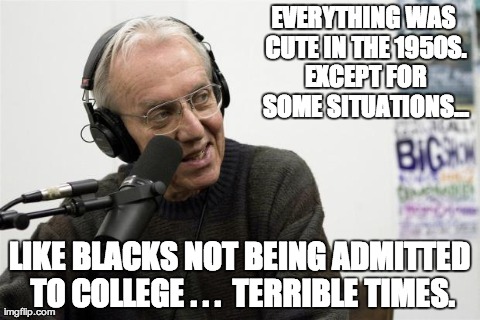 EVERYTHING WAS
CUTE IN THE 1950S.
EXCEPT FOR
SOME SITUATIONS...
BIG
LIKE BLACKS NOT BEING ADMITTED
TO COLLEGE . . . TERRIBLE TIMES.
imgflip.com